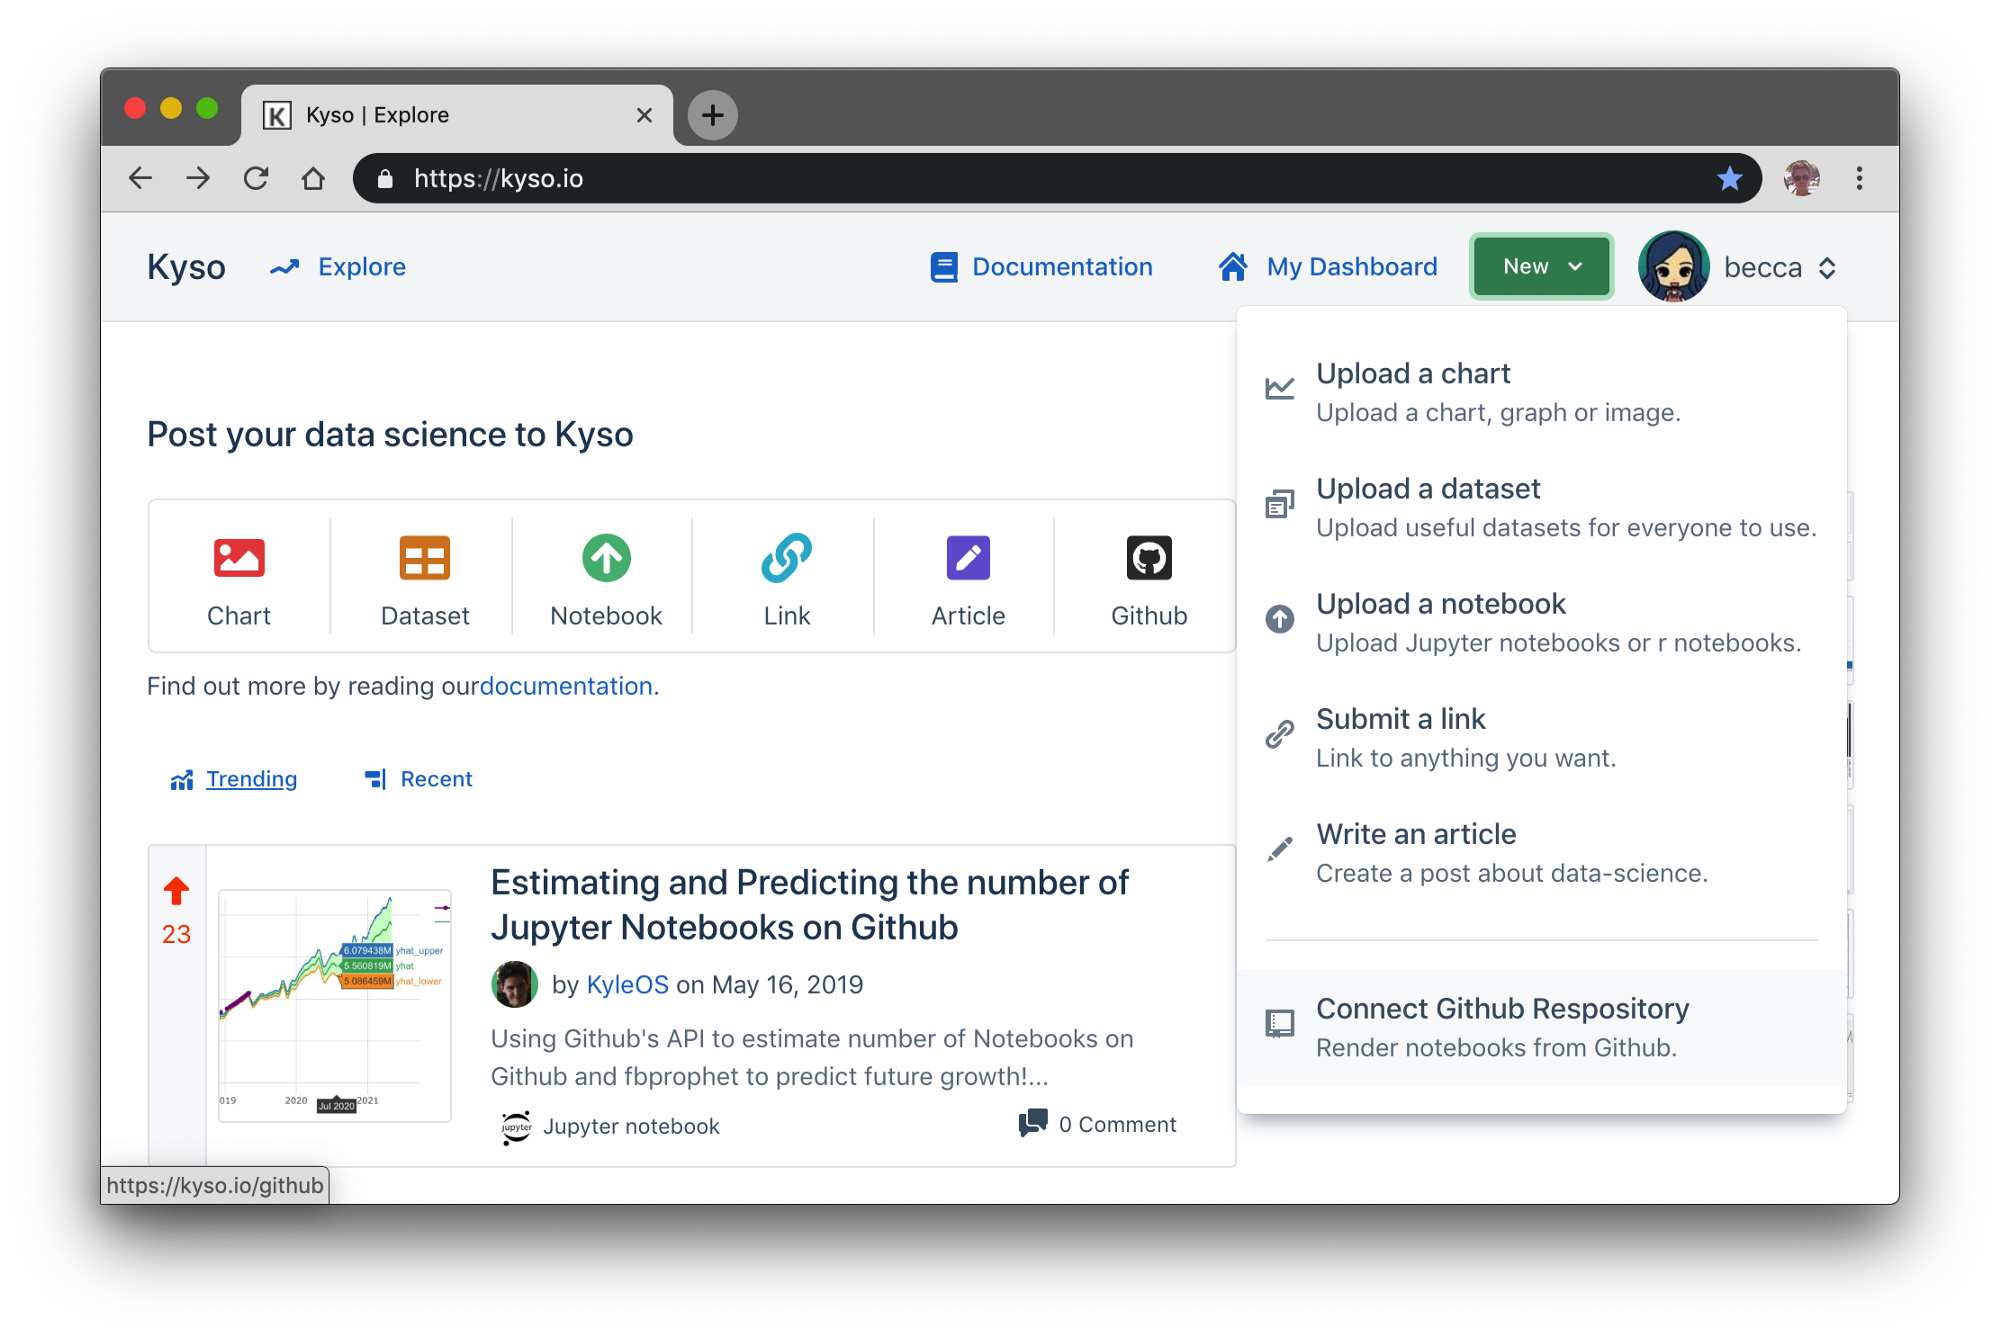 Kyso | Explore
https://kyso.io
Kyso
Explore
Documentation
My Dashboard
New
becca
Post your data science to Kyso
Chart
Dataset
Notebook
Link
Article
Github
Find out more by reading ourdocumentation.
Trending
Recent
23
Estimating and Predicting the number of
Jupyter Notebooks on Github
by KyleOS on May 16, 2019
Using Github's API to estimate number of Notebooks on
Github and fbprophet to predict future growth!...
jupyter
Jupyter notebook
0 Comment
6.079438M yhat_upper
5.560819M yhat
5.086459M yhat_lower
019
2020
Jul 2020
2021
Upload a chart
Upload a chart, graph or image.
Upload a dataset
Upload useful datasets for everyone to use.
Upload a notebook
Upload Jupyter notebooks or r notebooks.
Submit a link
Link to anything you want.
Write an article
Create a post about data-science.
Connect Github Respository
Render notebooks from Github.
https://kyso.io/github